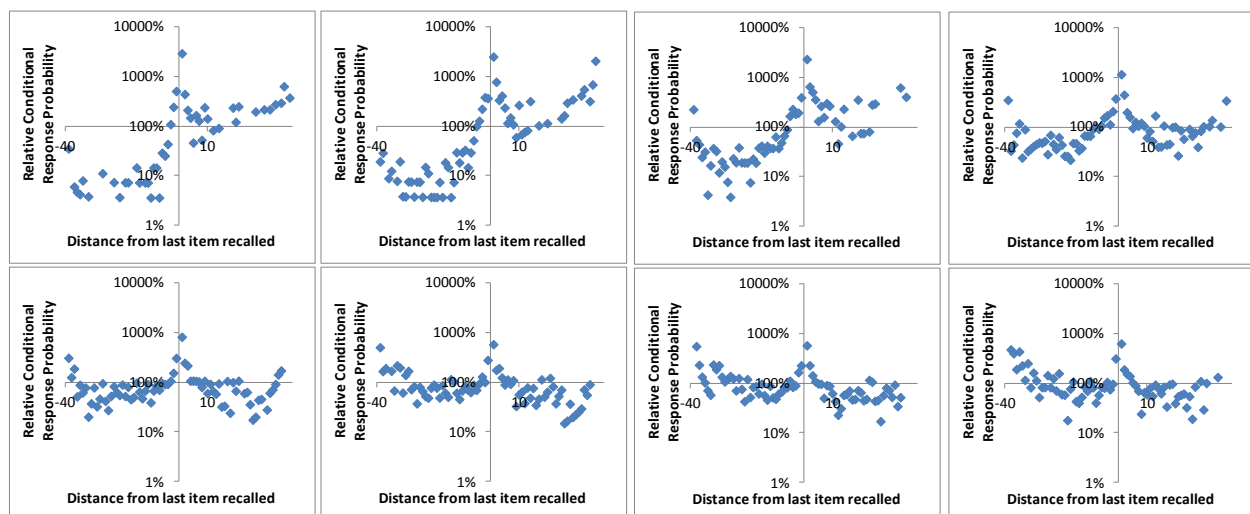 Relative Conditional
Response Probability
10000%
1000%
100%
10%
1%
-40
10
Distance from last item recalled
Relative Conditional
Response Probability
10000%
1000%
100%
10%
1%
-40
10
Distance from last item recalled
Relative Conditional
Response Probability
10000%
1000%
100%
10%
1%
-40
10
Distance from last item recalled
Relative Conditional
Response Probability
10000%
1000%
100%
10%
1%
-40
10
Distance from last item recalled
Relative Conditional
Response Probability
10000%
1000%
100%
10%
1%
-40
10
Distance from last item recalled
Relative Conditional
Response Probability
10000%
1000%
100%
10%
1%
-40
10
Distance from last item recalled
Relative Conditional
Response Probability
10000%
1000%
100%
10%
1%
-40
10
Distance from last item recalled
Relative Conditional
Response Probability
10000%
1000%
100%
10%
1%
-40
10
Distance from last item recalled